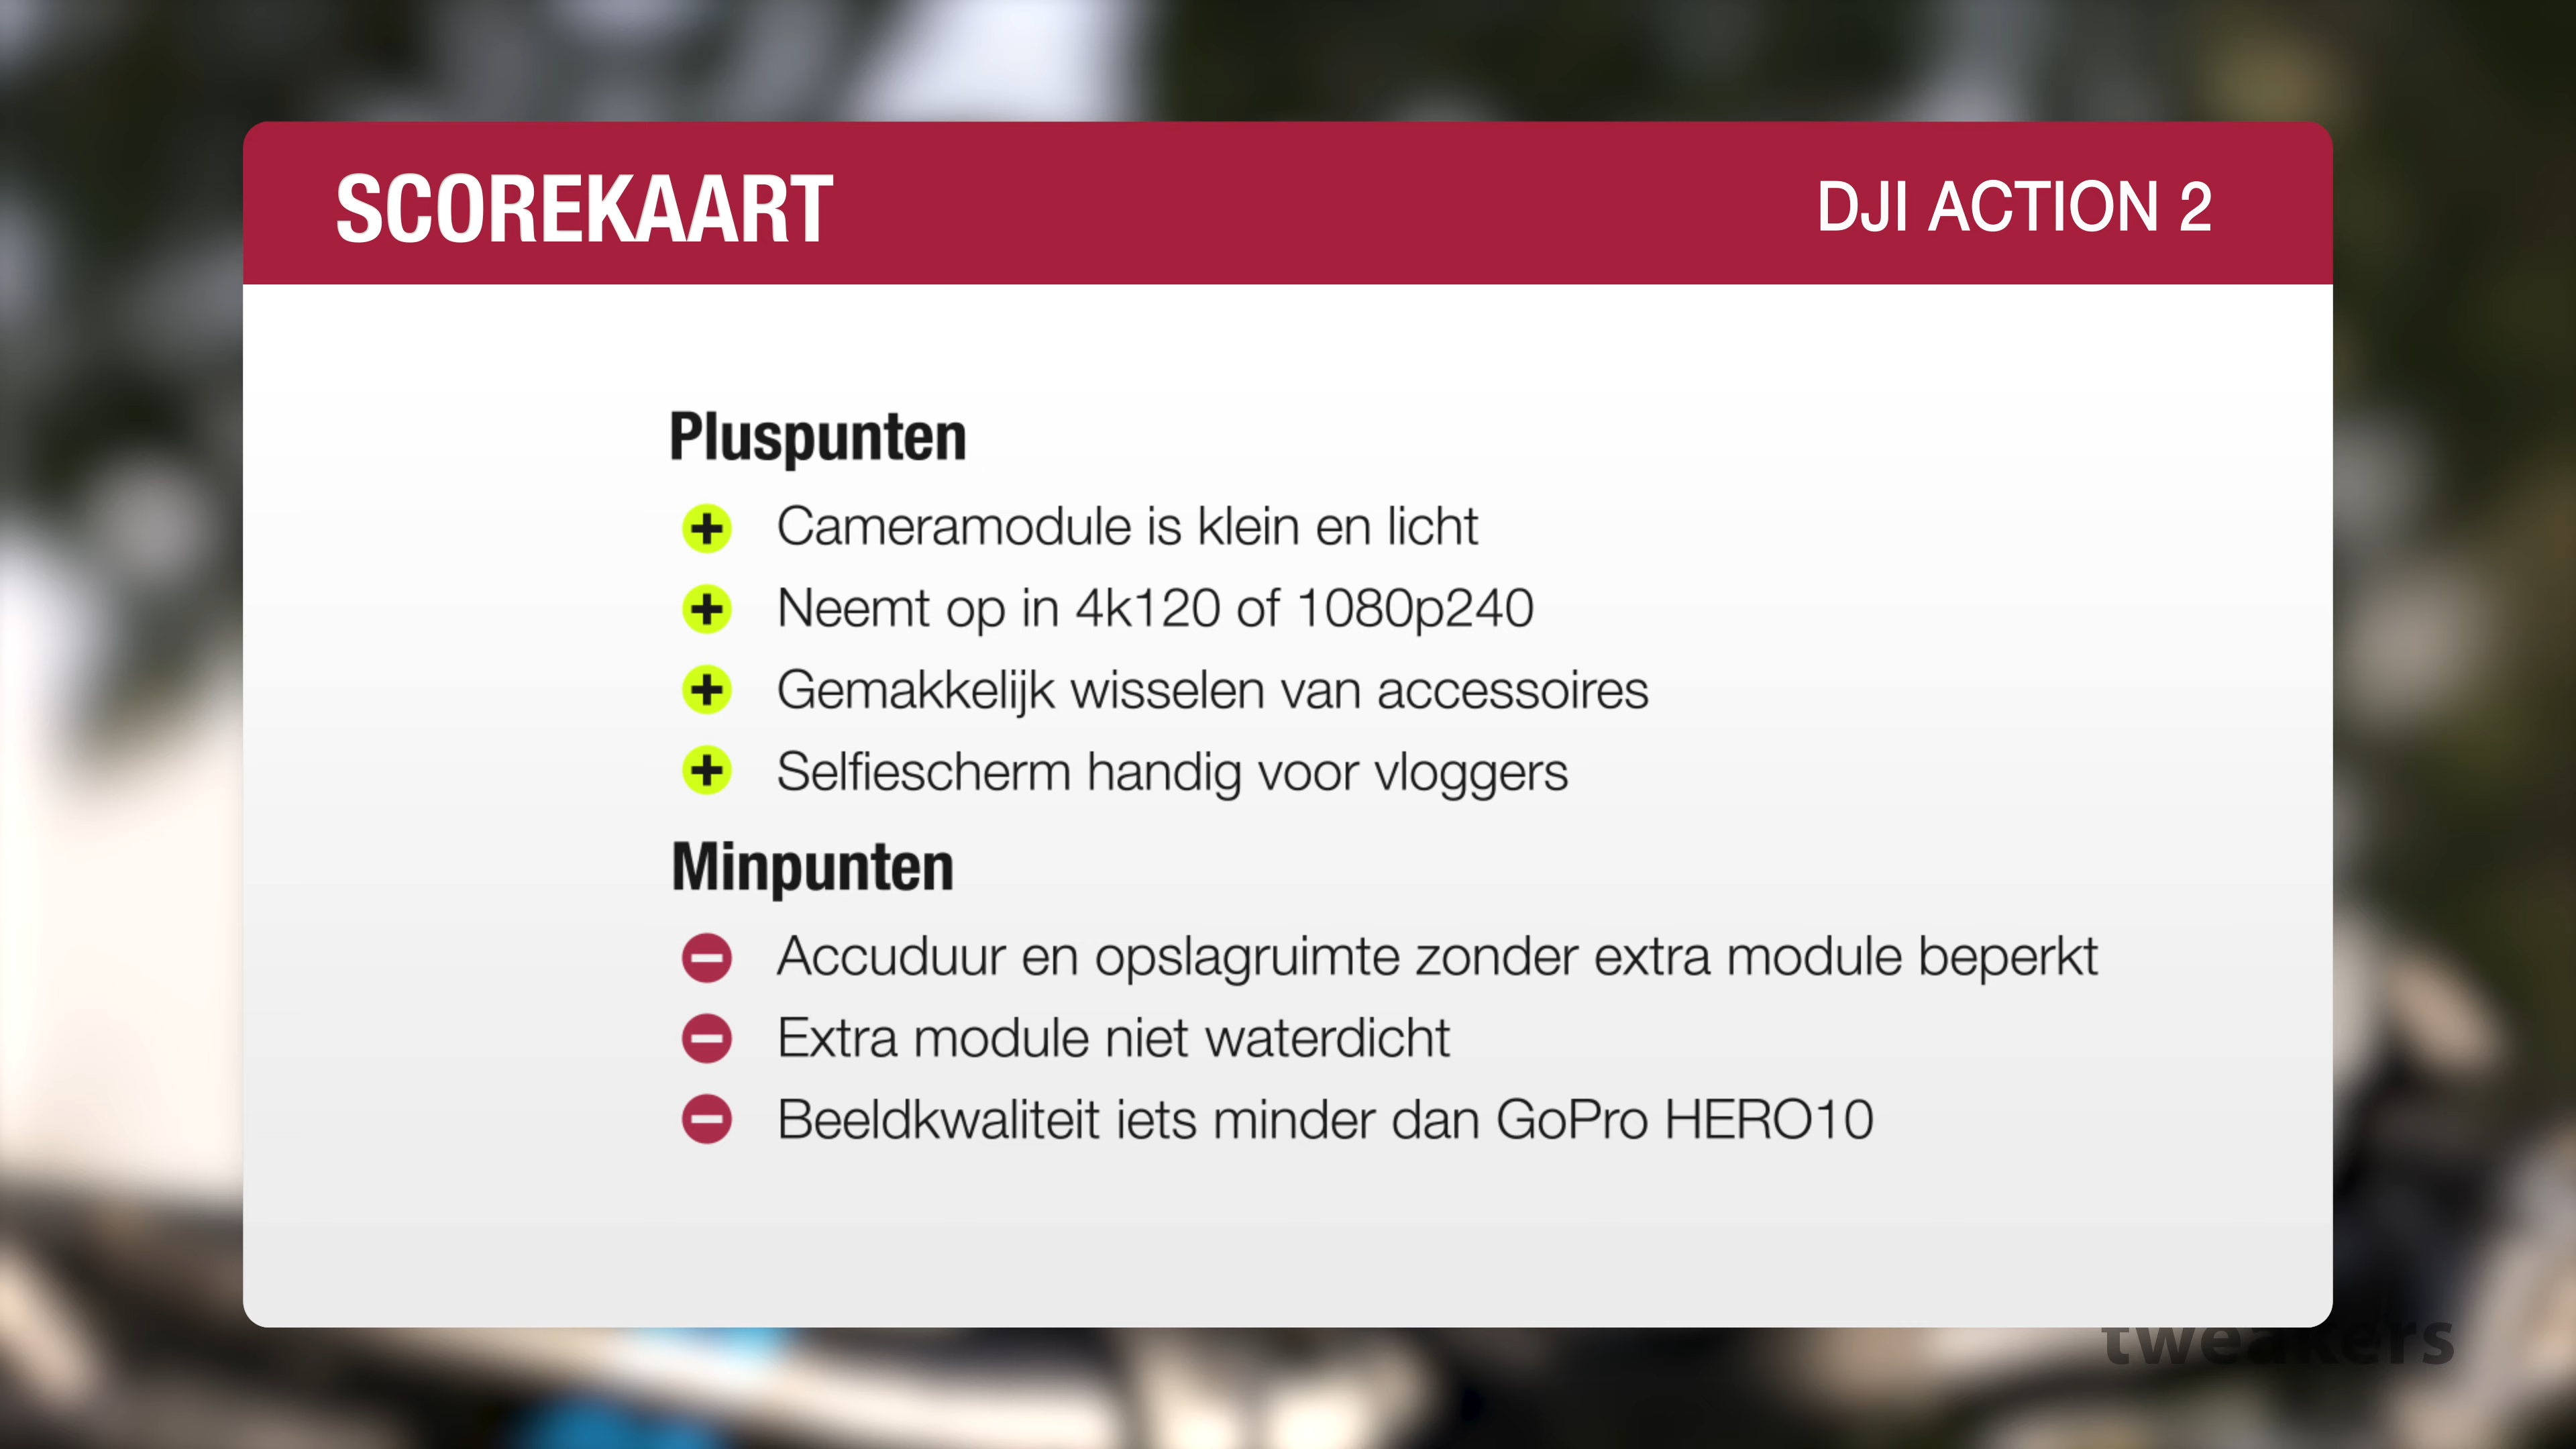 SCOREKAART
DJI ACTION 2
Pluspunten
Cameramodule is klein en licht
Neemt op in 4k120 of 1080p240
Gemakkelijk wisselen van accessoires
Selfiescherm handig voor vloggers
Minpunten
Accuduur en opslagruimte zonder extra module beperkt
Extra module niet waterdicht
Beeldkwaliteit iets minder dan GoPro HERO10
tweakers